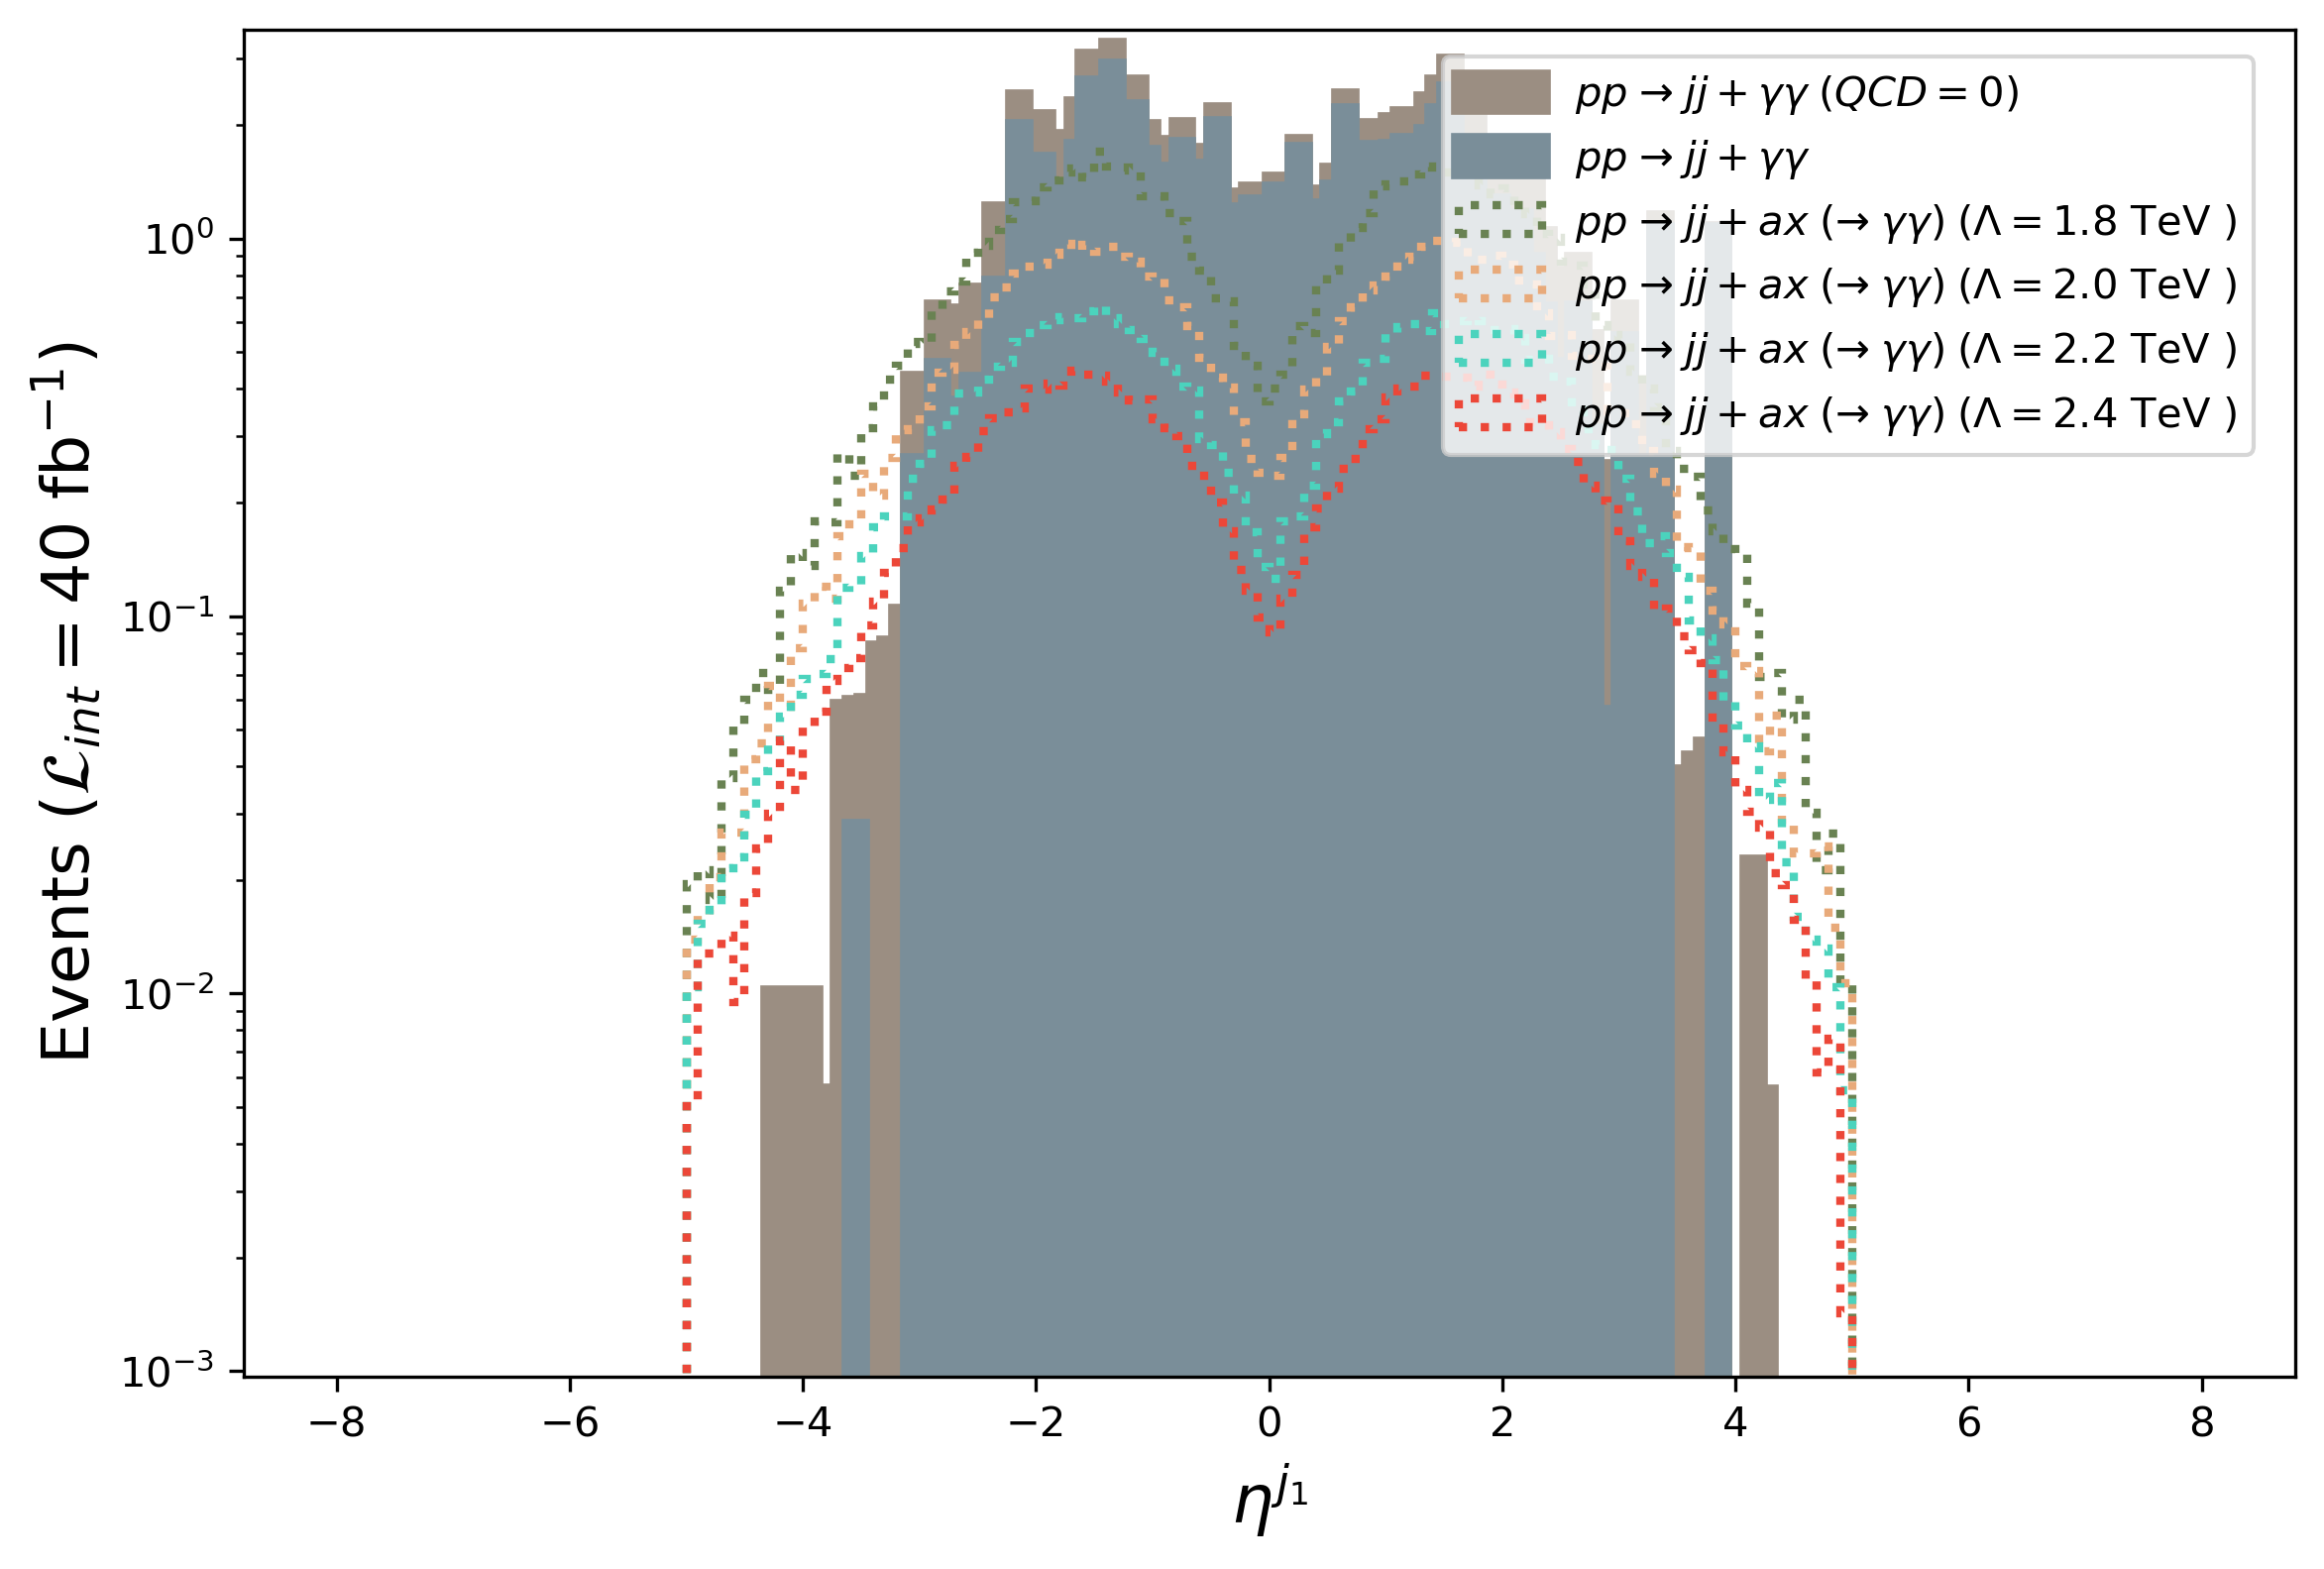 Events (ℒ_int = 40 fb⁻¹)
10⁰
10⁻¹
10⁻²
10⁻³
pp → jj + γγ (QCD = 0)
pp → jj + γγ
pp → jj + ax (→ γγ) (Λ = 1.8 TeV )
pp → jj + ax (→ γγ) (Λ = 2.0 TeV )
pp → jj + ax (→ γγ) (Λ = 2.2 TeV )
pp → jj + ax (→ γγ) (Λ = 2.4 TeV )
−8 −6 −4 −2 0 2 4 6 8
η^{j₁}